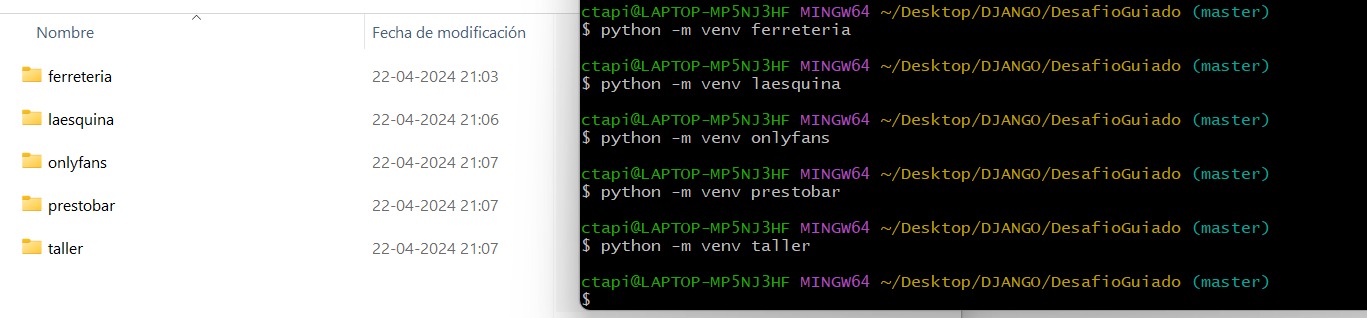 Nombre Fecha de modificación
ferreteria 22-04-2024 21:03
laesquina 22-04-2024 21:06
onlyfans 22-04-2024 21:07
prestobar 22-04-2024 21:07
taller 22-04-2024 21:07
ctapi@LAPTOP-MP5NJ3HF MINGW64 ~/Desktop/DJANGO/DesafioGuiado (master)
$ python -m venv ferreteria
ctapi@LAPTOP-MP5NJ3HF MINGW64 ~/Desktop/DJANGO/DesafioGuiado (master)
$ python -m venv laesquina
ctapi@LAPTOP-MP5NJ3HF MINGW64 ~/Desktop/DJANGO/DesafioGuiado (master)
$ python -m venv onlyfans
ctapi@LAPTOP-MP5NJ3HF MINGW64 ~/Desktop/DJANGO/DesafioGuiado (master)
$ python -m venv prestobar
ctapi@LAPTOP-MP5NJ3HF MINGW64 ~/Desktop/DJANGO/DesafioGuiado (master)
$ python -m venv taller
ctapi@LAPTOP-MP5NJ3HF MINGW64 ~/Desktop/DJANGO/DesafioGuiado (master)
$